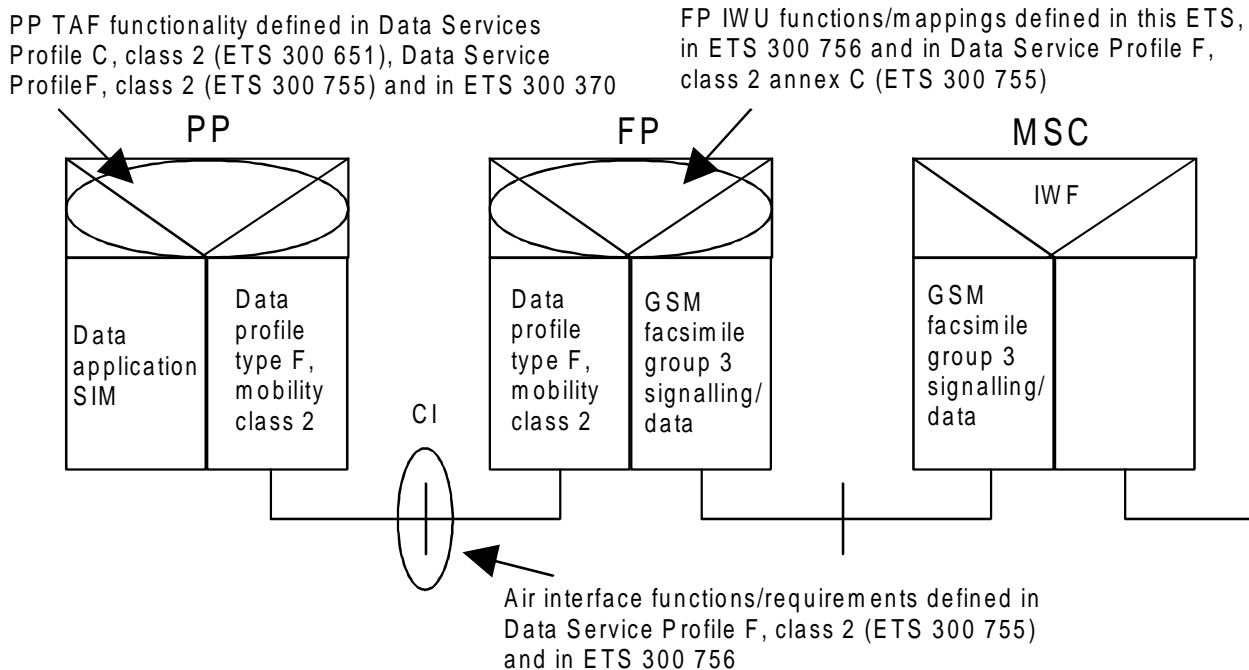 PP TAF functionality defined in Data Services
Profile C, class 2 (ETS 300 651), Data Service
ProfileF, class 2 (ETS 300 755) and in ETS 300 370
FP IWU functions/mappings defined in this ETS,
in ETS 300 756 and in Data Service Profile F,
class 2 annex C (ETS 300 755)
PP
FP
MSC
IWF
Data
application
SIM
Data
profile
type F,
mobility
class 2
CI
Data
profile
type F,
mobility
class 2
GSM
facsimile
group 3
signalling/
data
GSM
facsimile
group 3
signalling/
data
Air interface functions/requirements defined in
Data Service Profile F, class 2 (ETS 300 755)
and in ETS 300 756